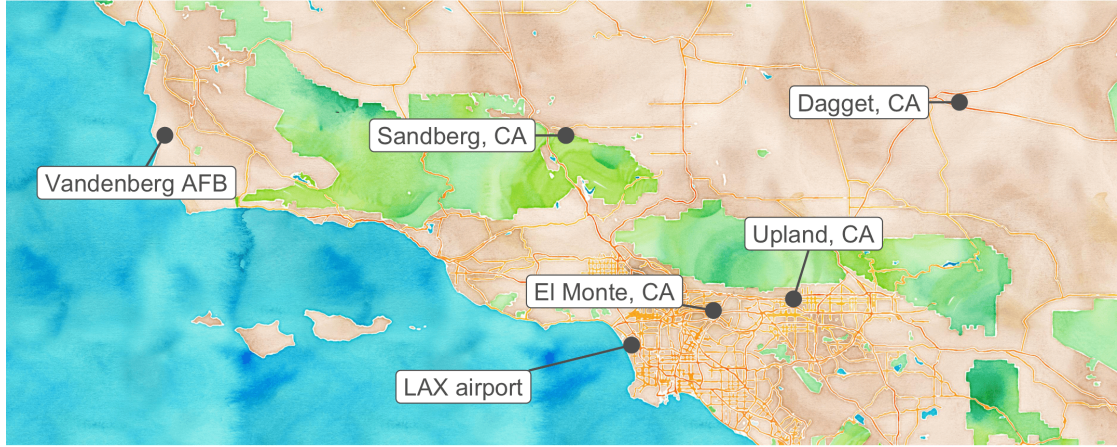 Dagget, CA
Sandberg, CA
Vandenberg AFB
Upland, CA
El Monte, CA
LAX airport